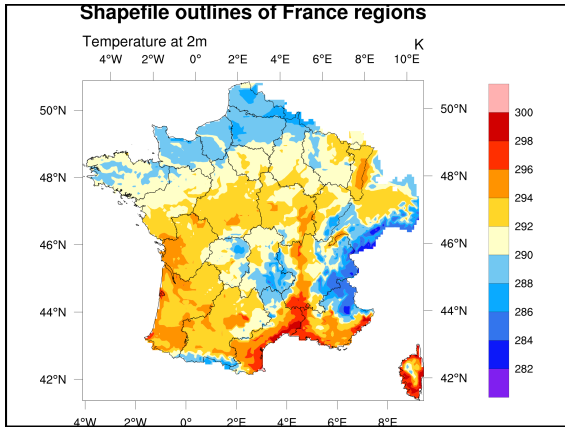 Shapefile outlines of France regions
Temperature at 2m
K
4°W 2°W 0° 2°E 4°E 6°E 8°E 10°E
50°N 50°N
48°N 48°N
46°N 46°N
44°N 44°N
42°N 42°N
4°W 2°W 0° 2°E 4°E 6°E 8°E
300
298
296
294
292
290
288
286
284
282